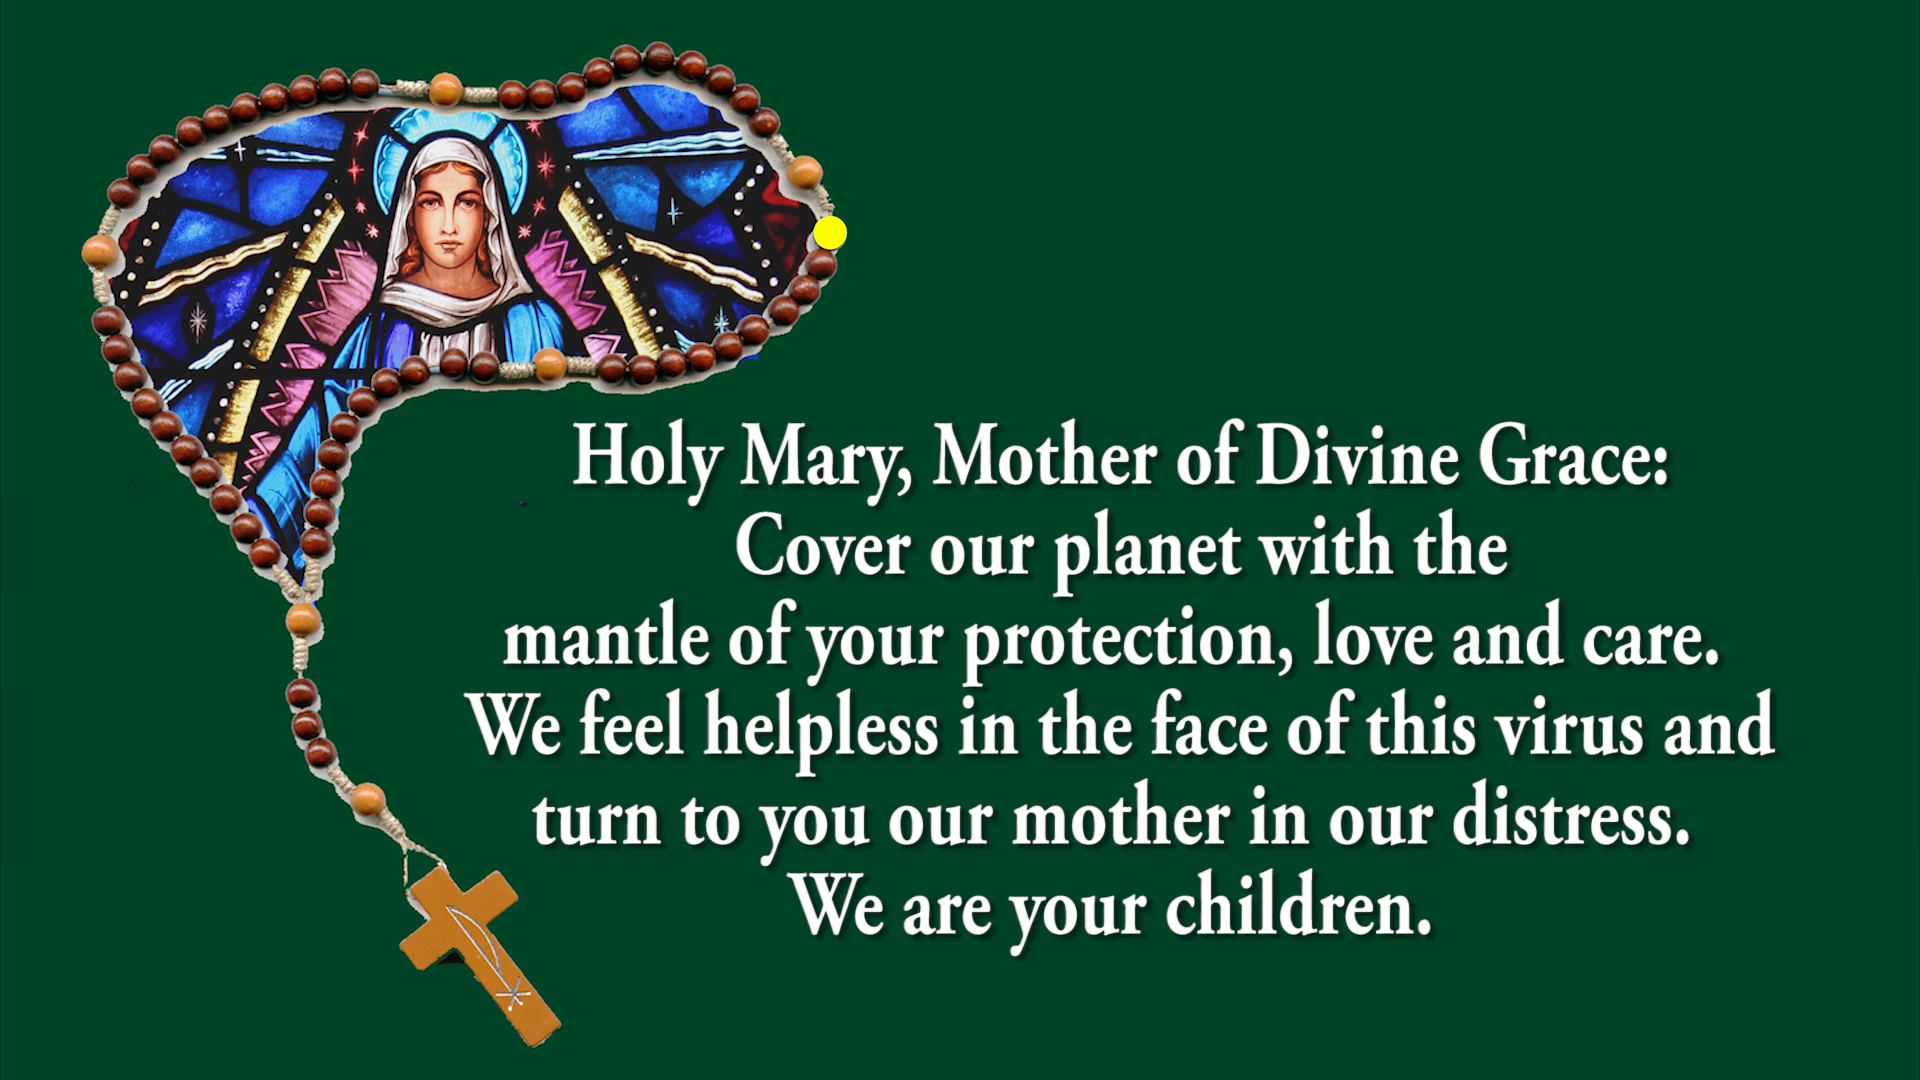 Holy Mary, Mother of Divine Grace:
Cover our planet with the
mantle of your protection, love and care.
We feel helpless in the face of this virus and
turn to you our mother in our distress.
We are your children.